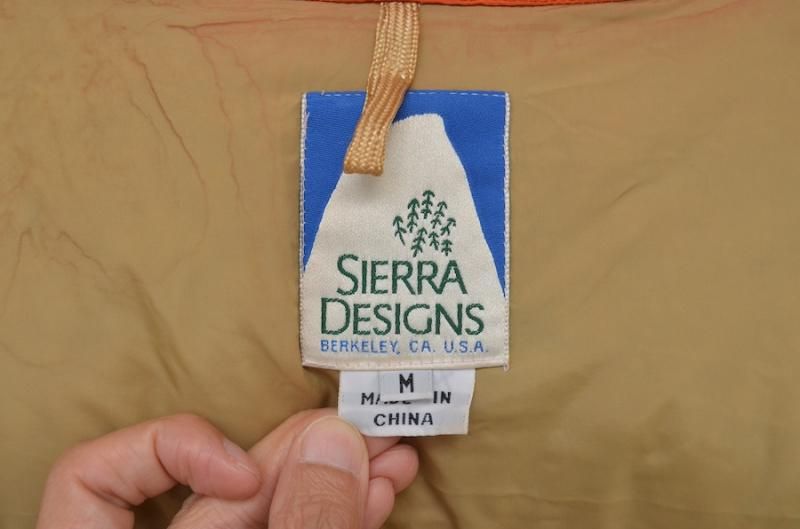 SIERRA
DESIGNS
BERKELEY, CA. U.S.A.
M
MADE IN
CHINA